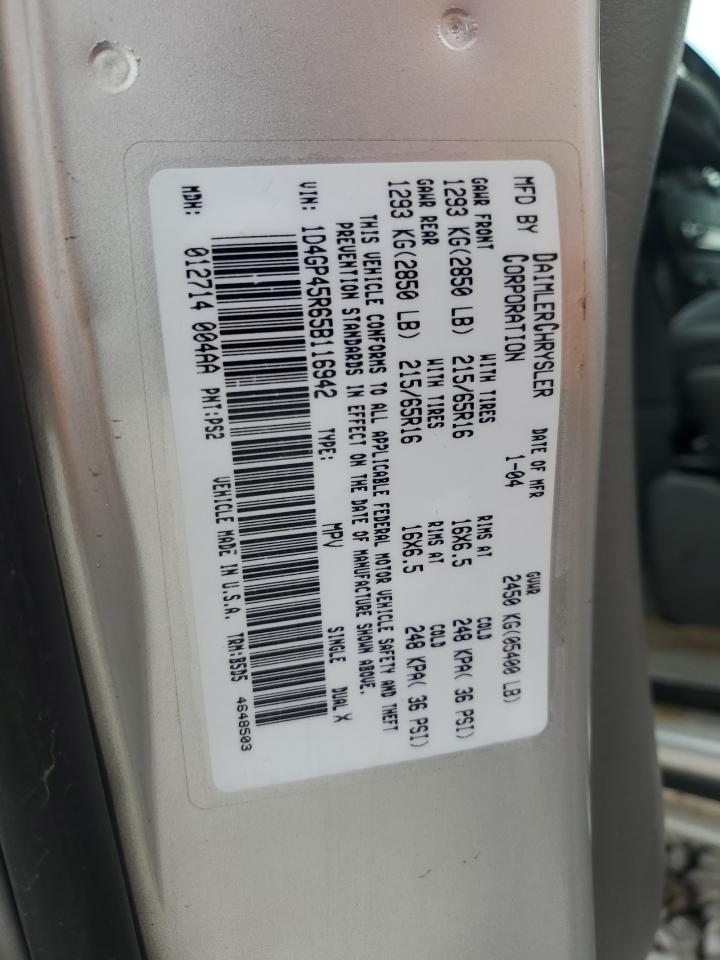 MFD BY DAIMLERCHRYSLER CORPORATION DATE OF MFR 1-04 GVWR 2450 KG(05400 LB)
GAWR FRONT WITH TIRES RIMS AT COLD
1293 KG(2850 LB) 215/65R16 16X6.5 248 KPA( 36 PSI)
GAWR REAR WITH TIRES RIMS AT COLD
1293 KG(2850 LB) 215/65R16 16X6.5 248 KPA( 36 PSI)
THIS VEHICLE CONFORMS TO ALL APPLICABLE FEDERAL MOTOR VEHICLE SAFETY AND THEFT
PREVENTION STANDARDS IN EFFECT ON THE DATE OF MANUFACTURE SHOWN ABOVE.
VIN: 1D4GP45R65B116942 TYPE: MPV SINGLE DUAL X
MDH: 012714 004AA PNT:PS2 VEHICLE MADE IN U.S.A. TRM:B5D5 4648503